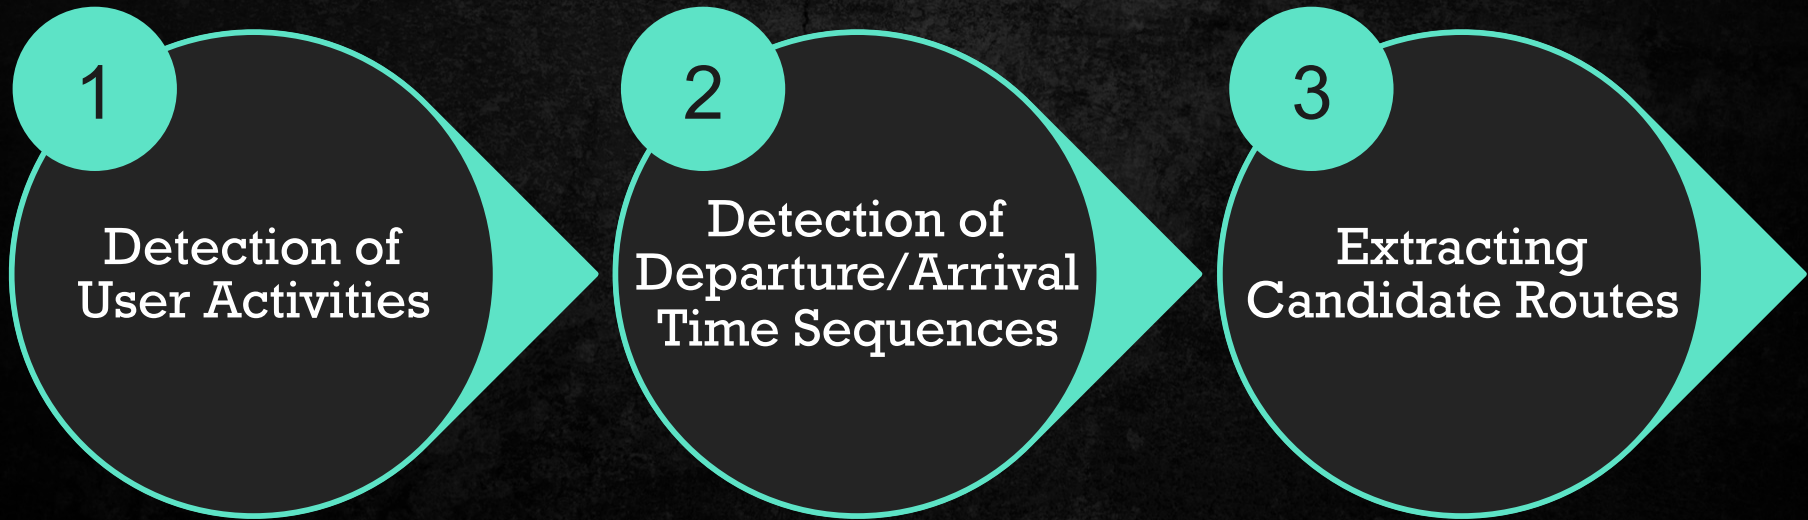 1
Detection of
User Activities
2
Detection of
Departure/Arrival
Time Sequences
3
Extracting
Candidate Routes